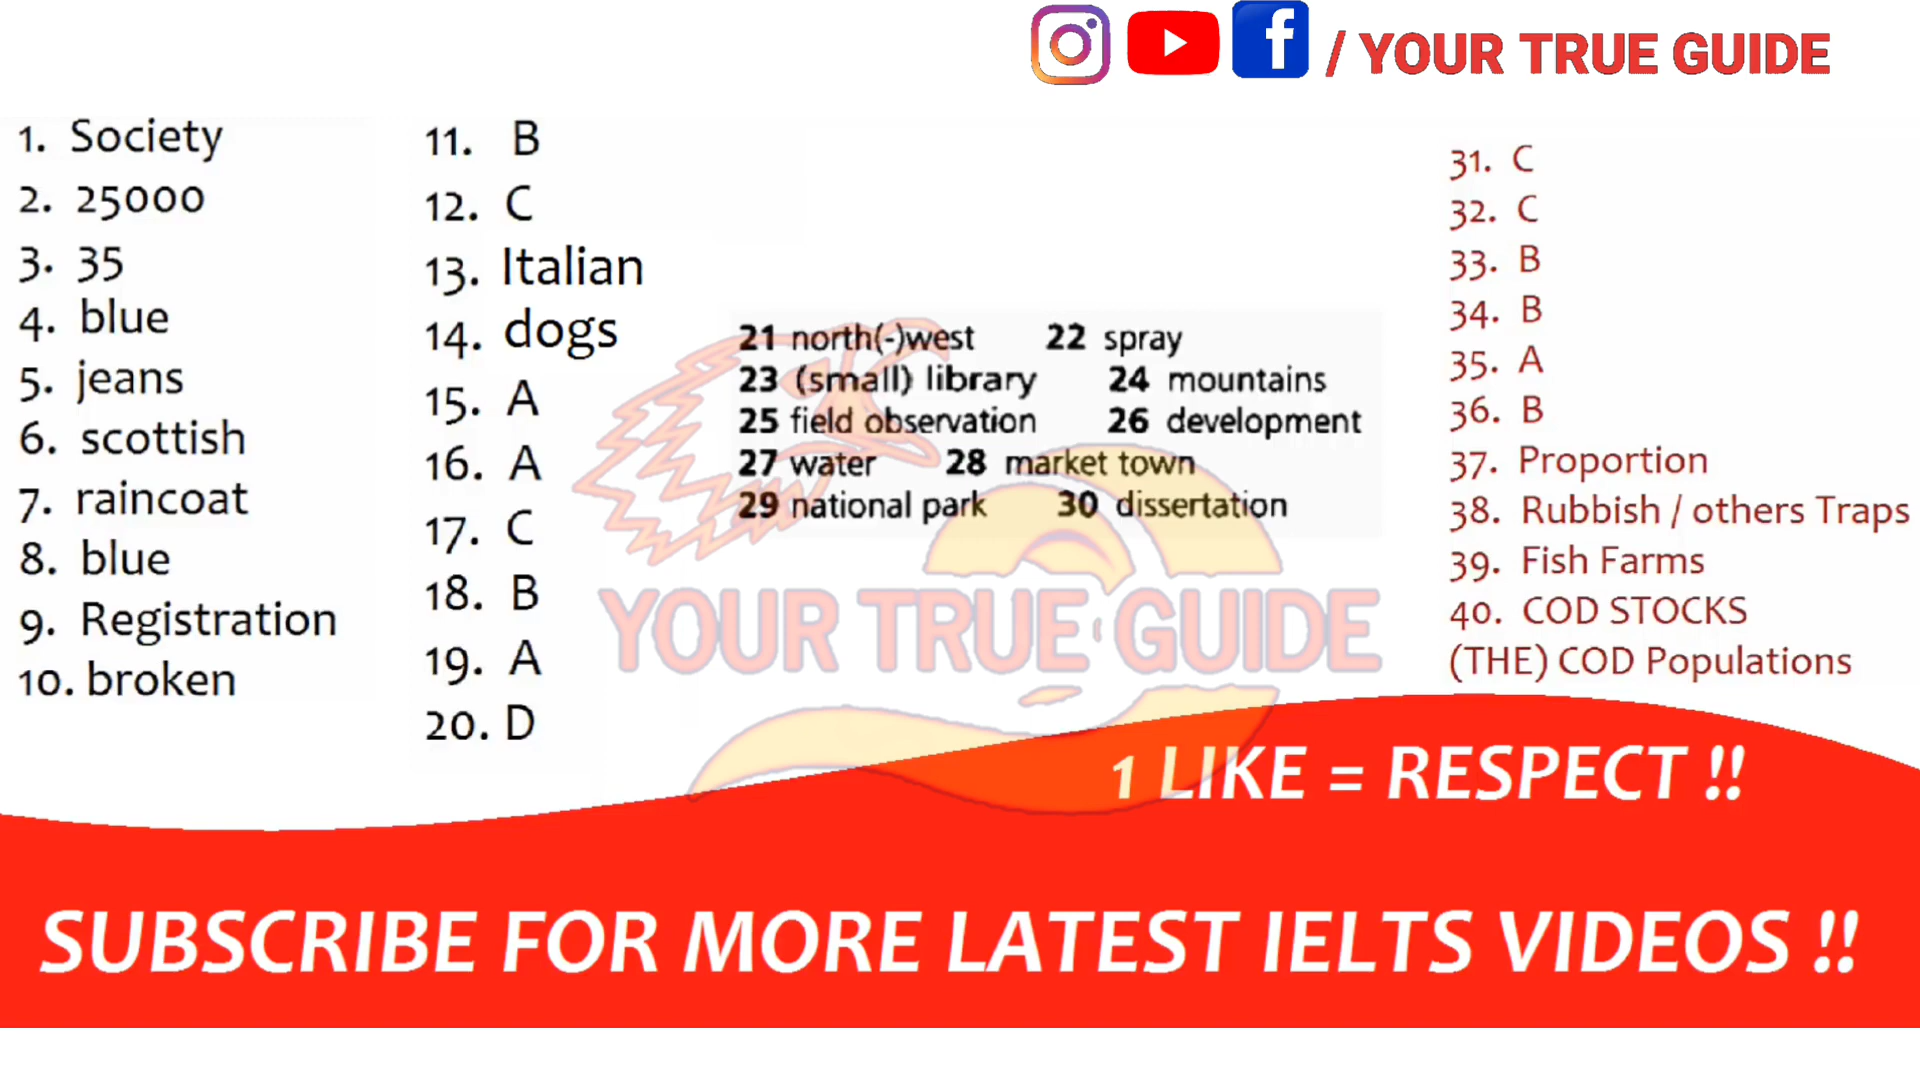 / YOUR TRUE GUIDE
1. Society
2. 25000
3. 35
4. blue
5. jeans
6. scottish
7. raincoat
8. blue
9. Registration
10. broken
11. B
12. C
13. Italian
14. dogs
15. A
16. A
17. C
18. B
19. A
20. D
21 north(-)west 22 spray
23 (small) library 24 mountains
25 field observation 26 development
27 water 28 market town
29 national park 30 dissertation
YOUR TRUE GUIDE
31. C
32. C
33. B
34. B
35. A
36. B
37. Proportion
38. Rubbish / others Traps
39. Fish Farms
40. COD STOCKS
(THE) COD Populations
1 LIKE = RESPECT !!
SUBSCRIBE FOR MORE LATEST IELTS VIDEOS !!